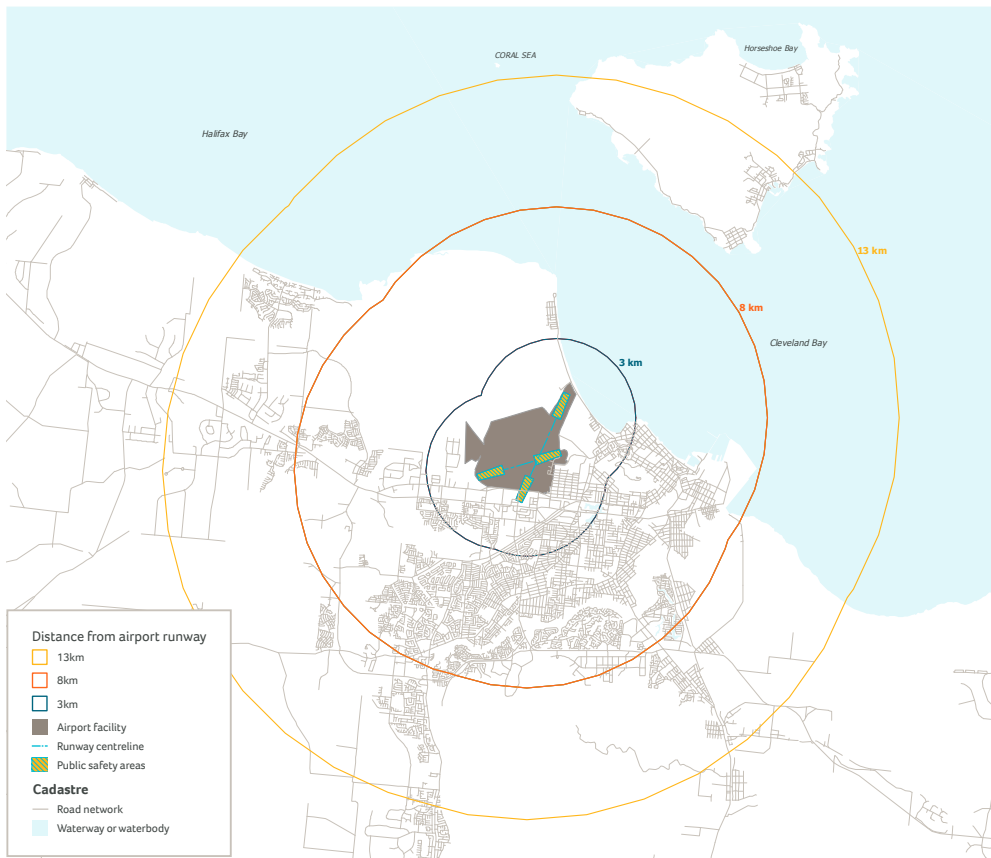 CORAL SEA
Horseshoe Bay
Halifax Bay
13 km
8 km
Cleveland Bay
3 km
Distance from airport runway
13km
8km
3km
Airport facility
Runway centreline
Public safety areas
Cadastre
Road network
Waterway or waterbody